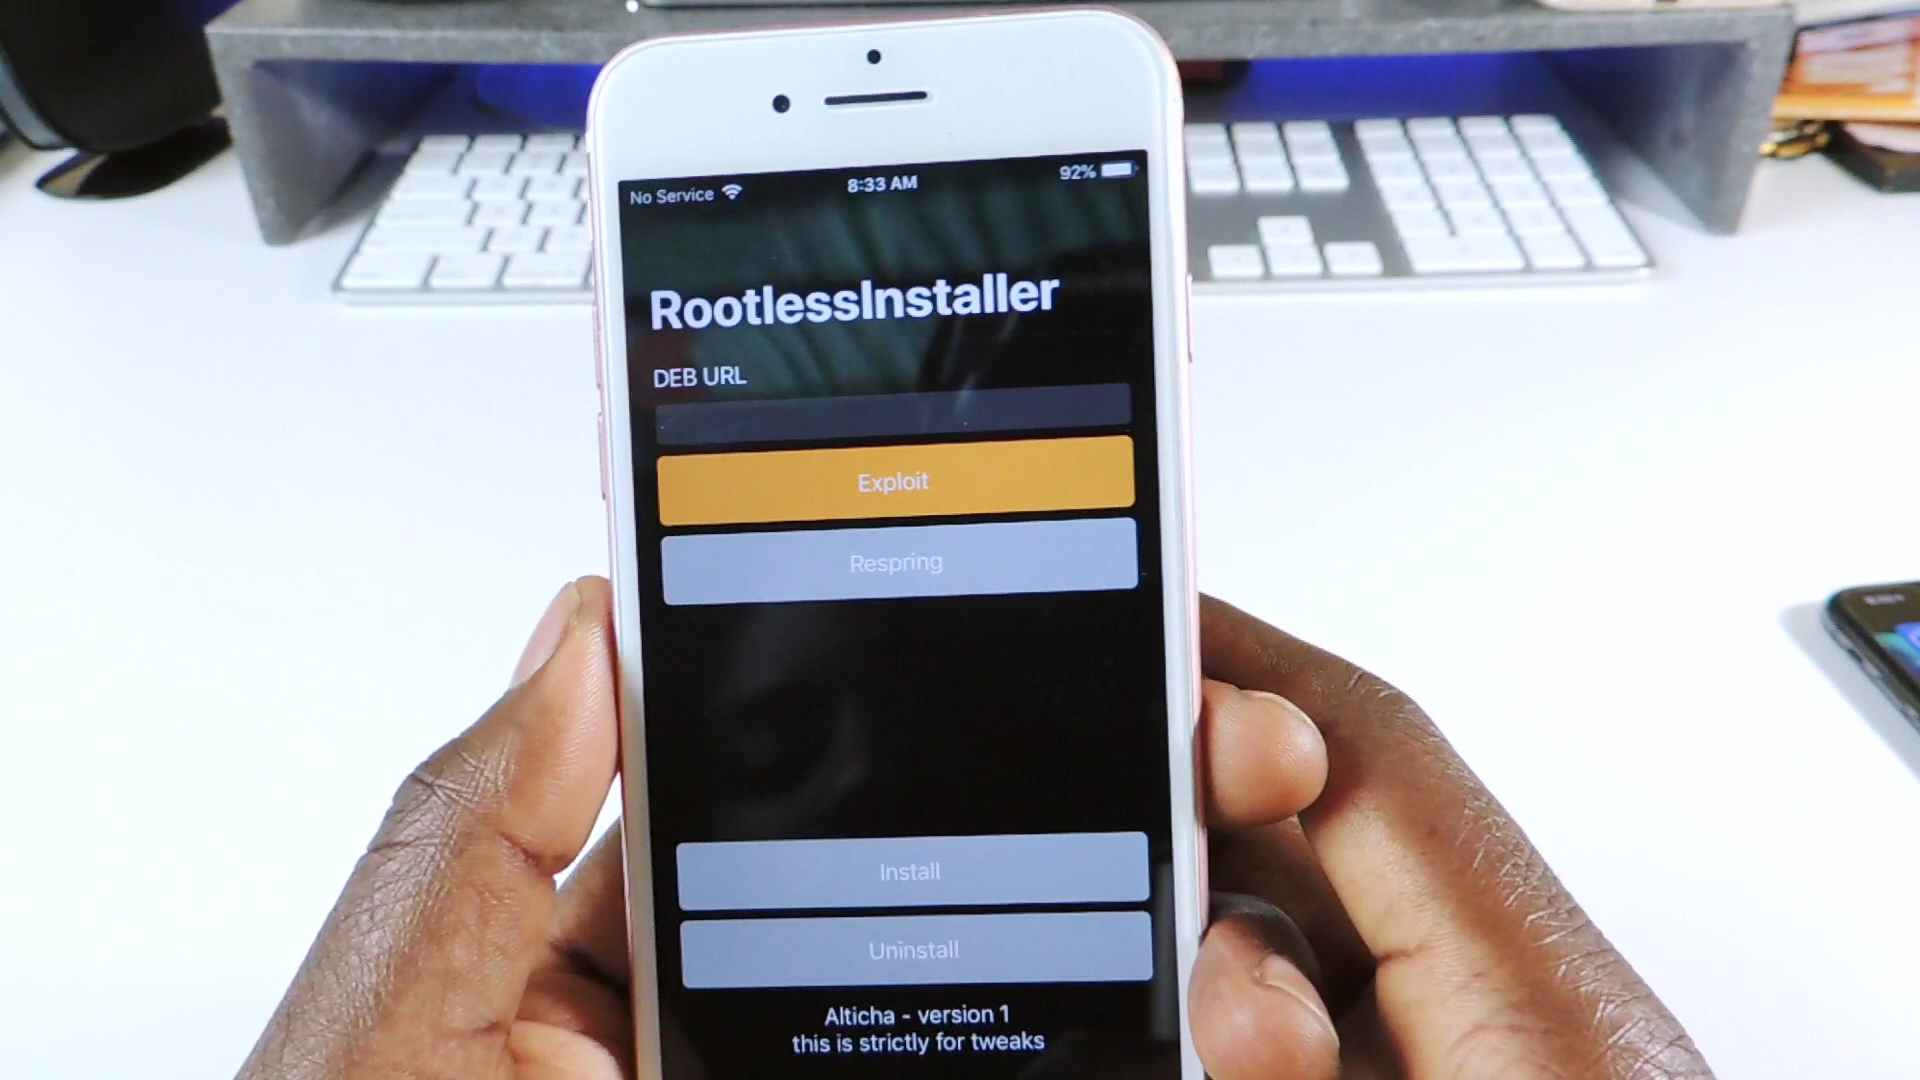 No Service 8:33 AM 92%
RootlessInstaller
DEB URL
Exploit
Respring
Install
Uninstall
Alticha - version 1
this is strictly for tweaks